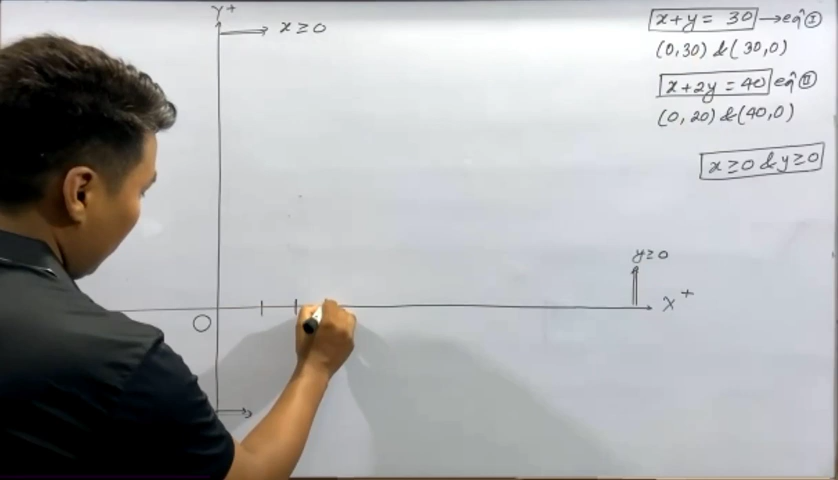 Y+
x ≥ 0
x + y = 30 → eqⁿ Ⓘ
(0,30) & (30,0)
x + 2y = 40 eqⁿ Ⓘⓘ
(0, 20) & (40,0)
x ≥ 0 & y ≥ 0
y ≥ 0
X+
O